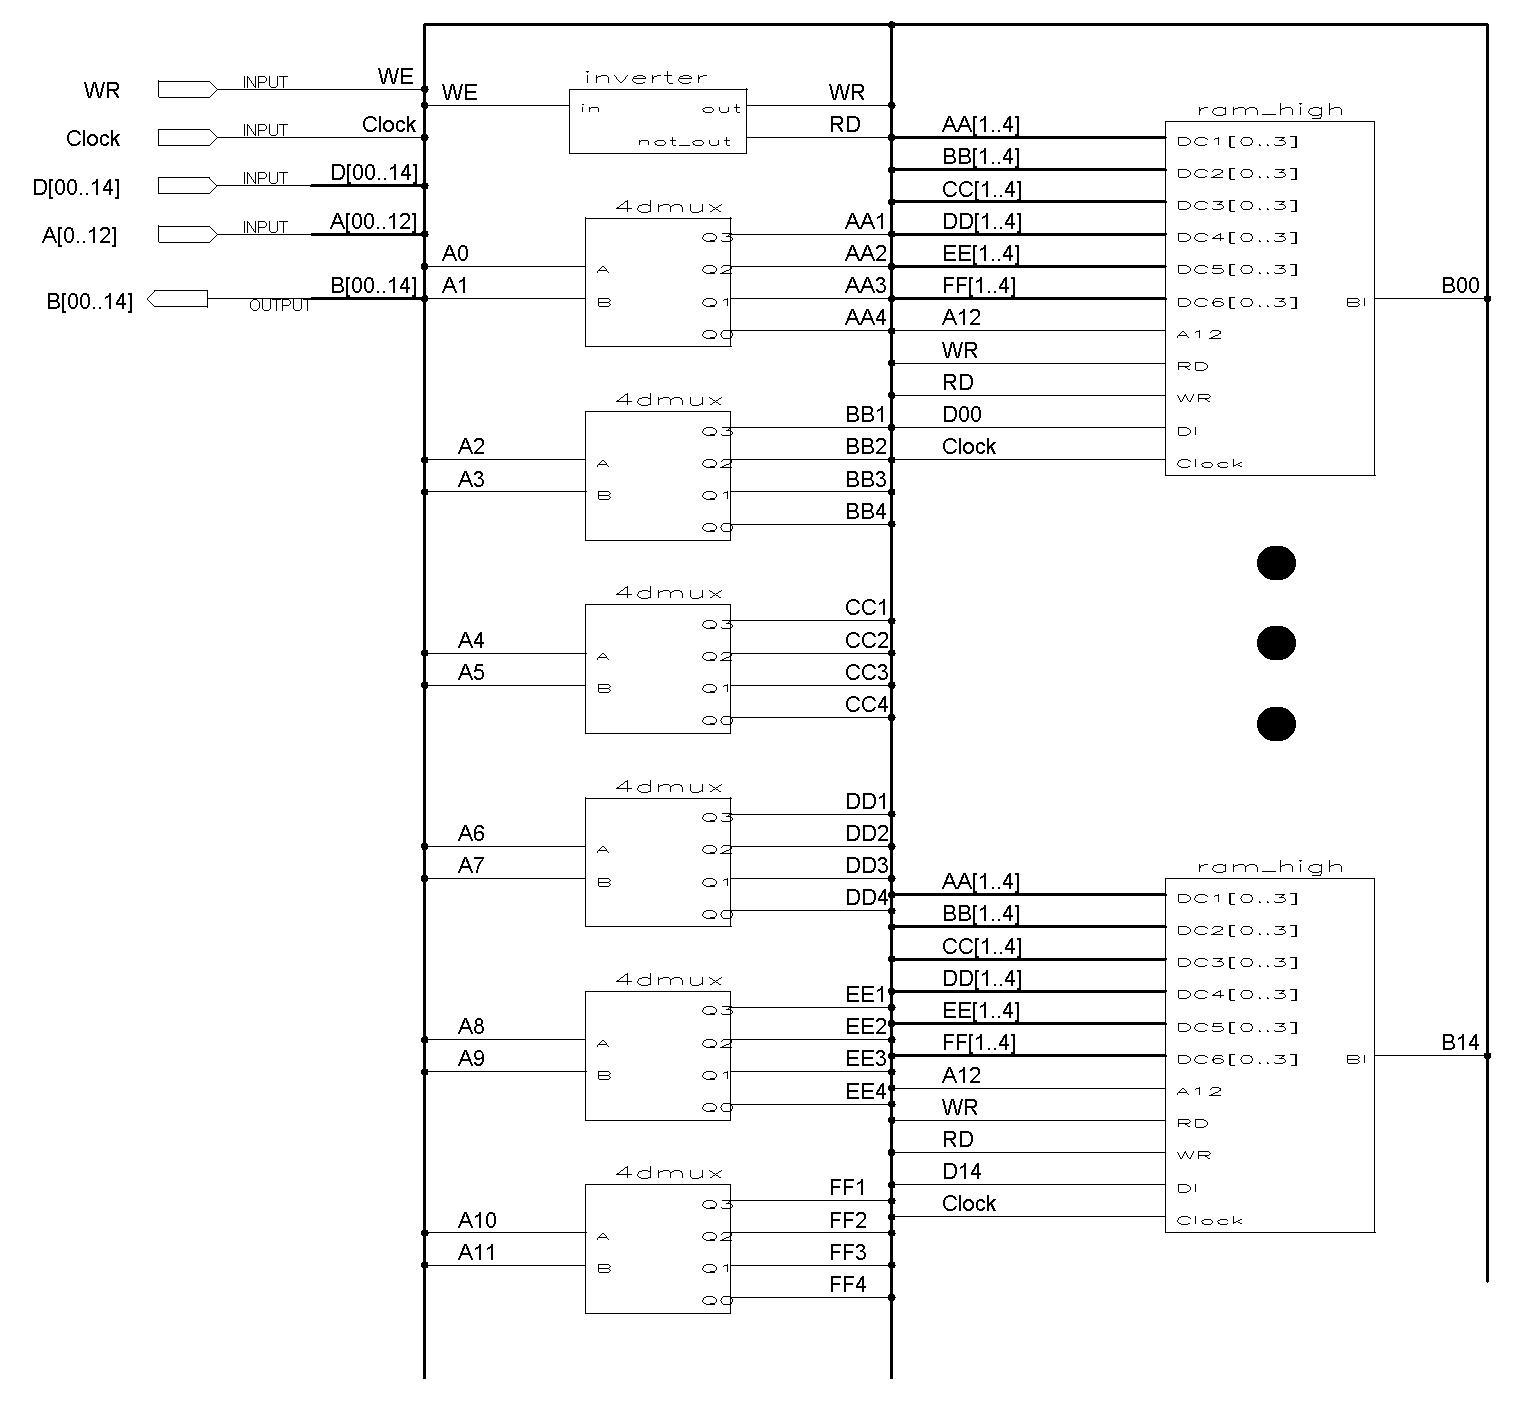 WR INPUT WE
Clock INPUT Clock
D[00..14] INPUT D[00..14]
A[0..12] INPUT A[00..12]
B[00..14] OUTPUT B[00..14]
inverter
WE in out WR
not_out RD
4dmux
Q3 AA1
A0 A Q2 AA2
A1 B Q1 AA3
Q0 AA4
4dmux
Q3 BB1
A2 A Q2 BB2
A3 B Q1 BB3
Q0 BB4
4dmux
Q3 CC1
A4 A Q2 CC2
A5 B Q1 CC3
Q0 CC4
4dmux
Q3 DD1
A6 A Q2 DD2
A7 B Q1 DD3
Q0 DD4
4dmux
Q3 EE1
A8 A Q2 EE2
A9 B Q1 EE3
Q0 EE4
4dmux
Q3 FF1
A10 A Q2 FF2
A11 B Q1 FF3
Q0 FF4
ram_high
AA[1..4] DC1[0..3]
BB[1..4] DC2[0..3]
CC[1..4] DC3[0..3]
DD[1..4] DC4[0..3]
EE[1..4] DC5[0..3]
FF[1..4] DC6[0..3] BI B00
A12 A12
WR RD
RD WR
D00 DI
Clock Clock
ram_high
AA[1..4] DC1[0..3]
BB[1..4] DC2[0..3]
CC[1..4] DC3[0..3]
DD[1..4] DC4[0..3]
EE[1..4] DC5[0..3]
FF[1..4] DC6[0..3] BI B14
A12 A12
WR RD
RD WR
D14 DI
Clock Clock